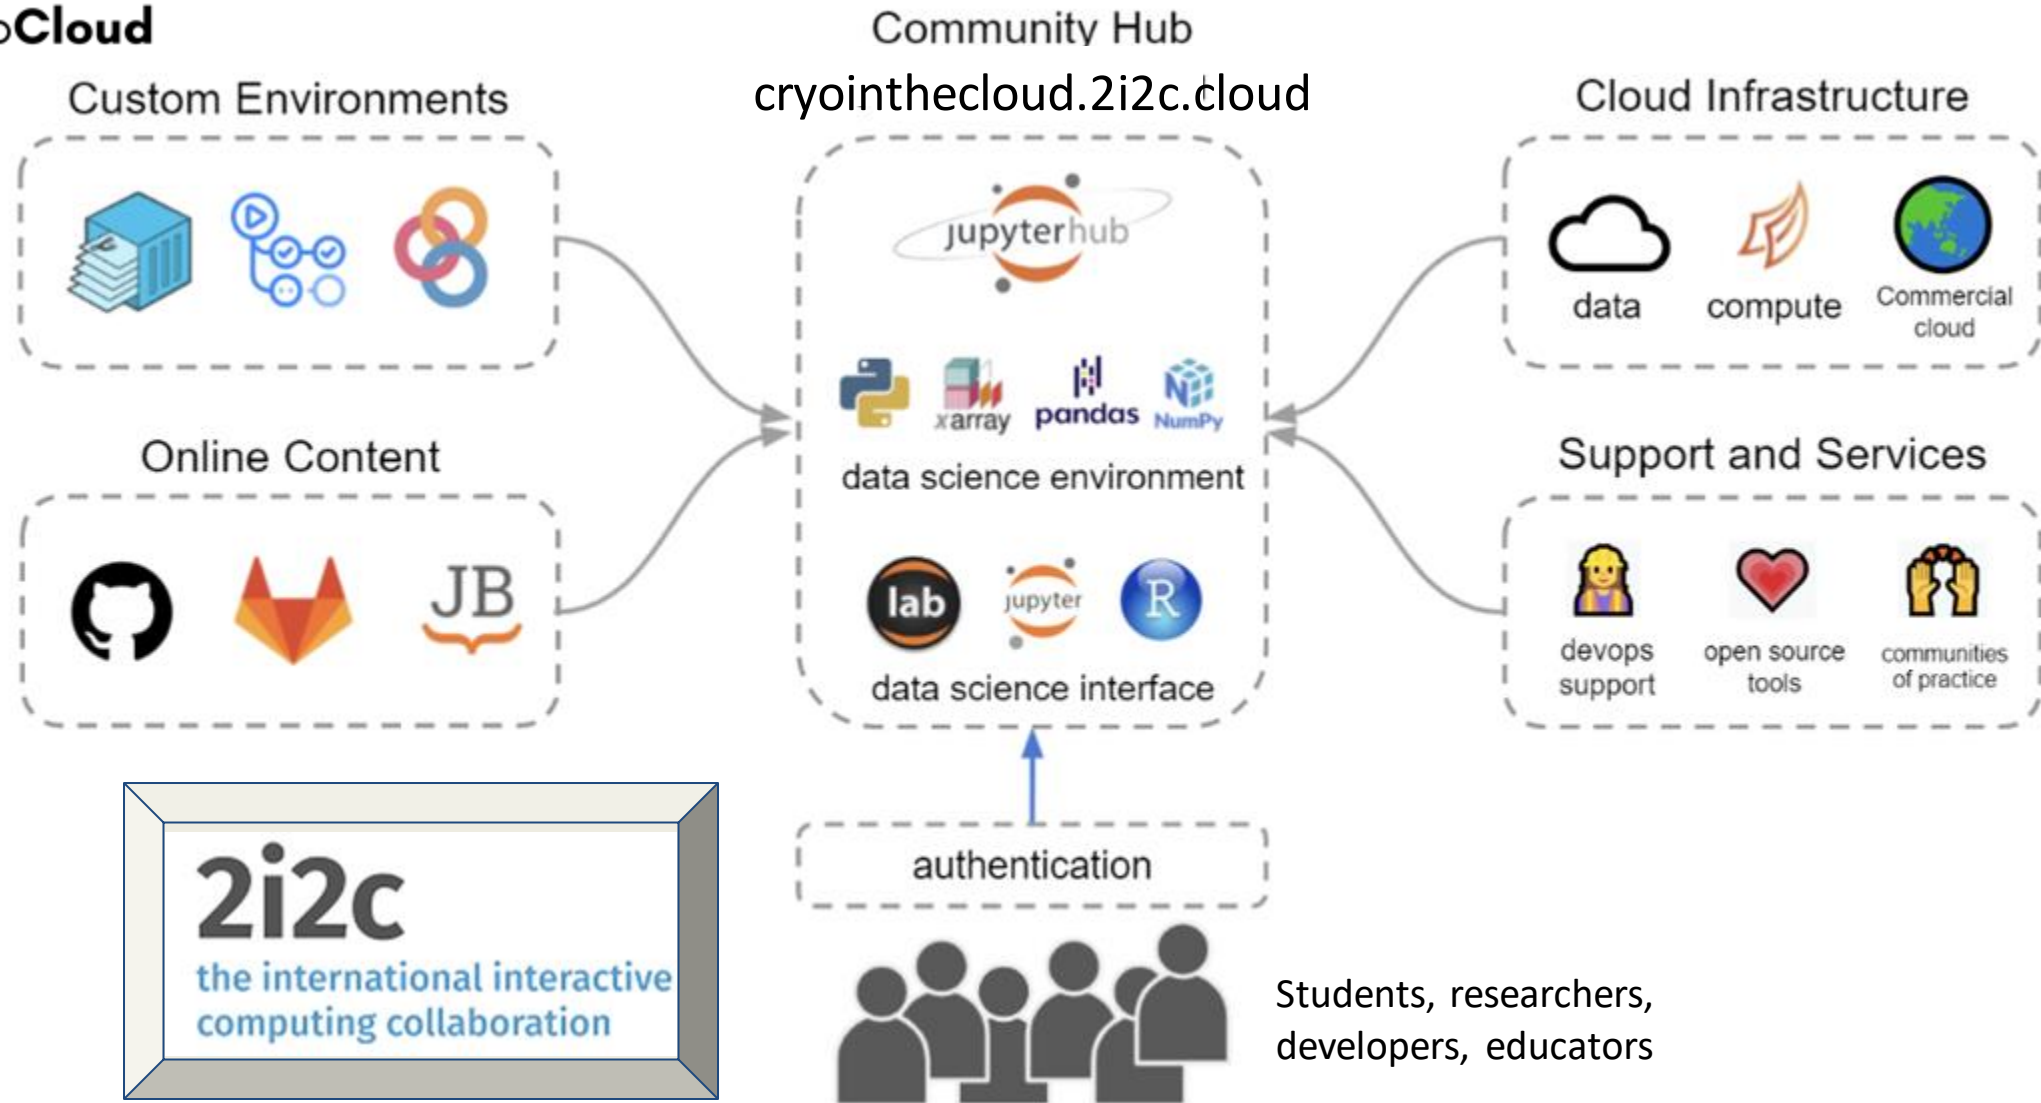 oCloud
Community Hub
cryointhecloud.2i2c.cloud
Custom Environments
Cloud Infrastructure
jupyterhub
data
compute
Commercial
cloud
xarray
pandas
NumPy
data science environment
Online Content
Support and Services
JB
lab
jupyter
R
data science interface
devops
support
open source
tools
communities
of practice
authentication
2i2c
the international interactive
computing collaboration
Students, researchers,
developers, educators